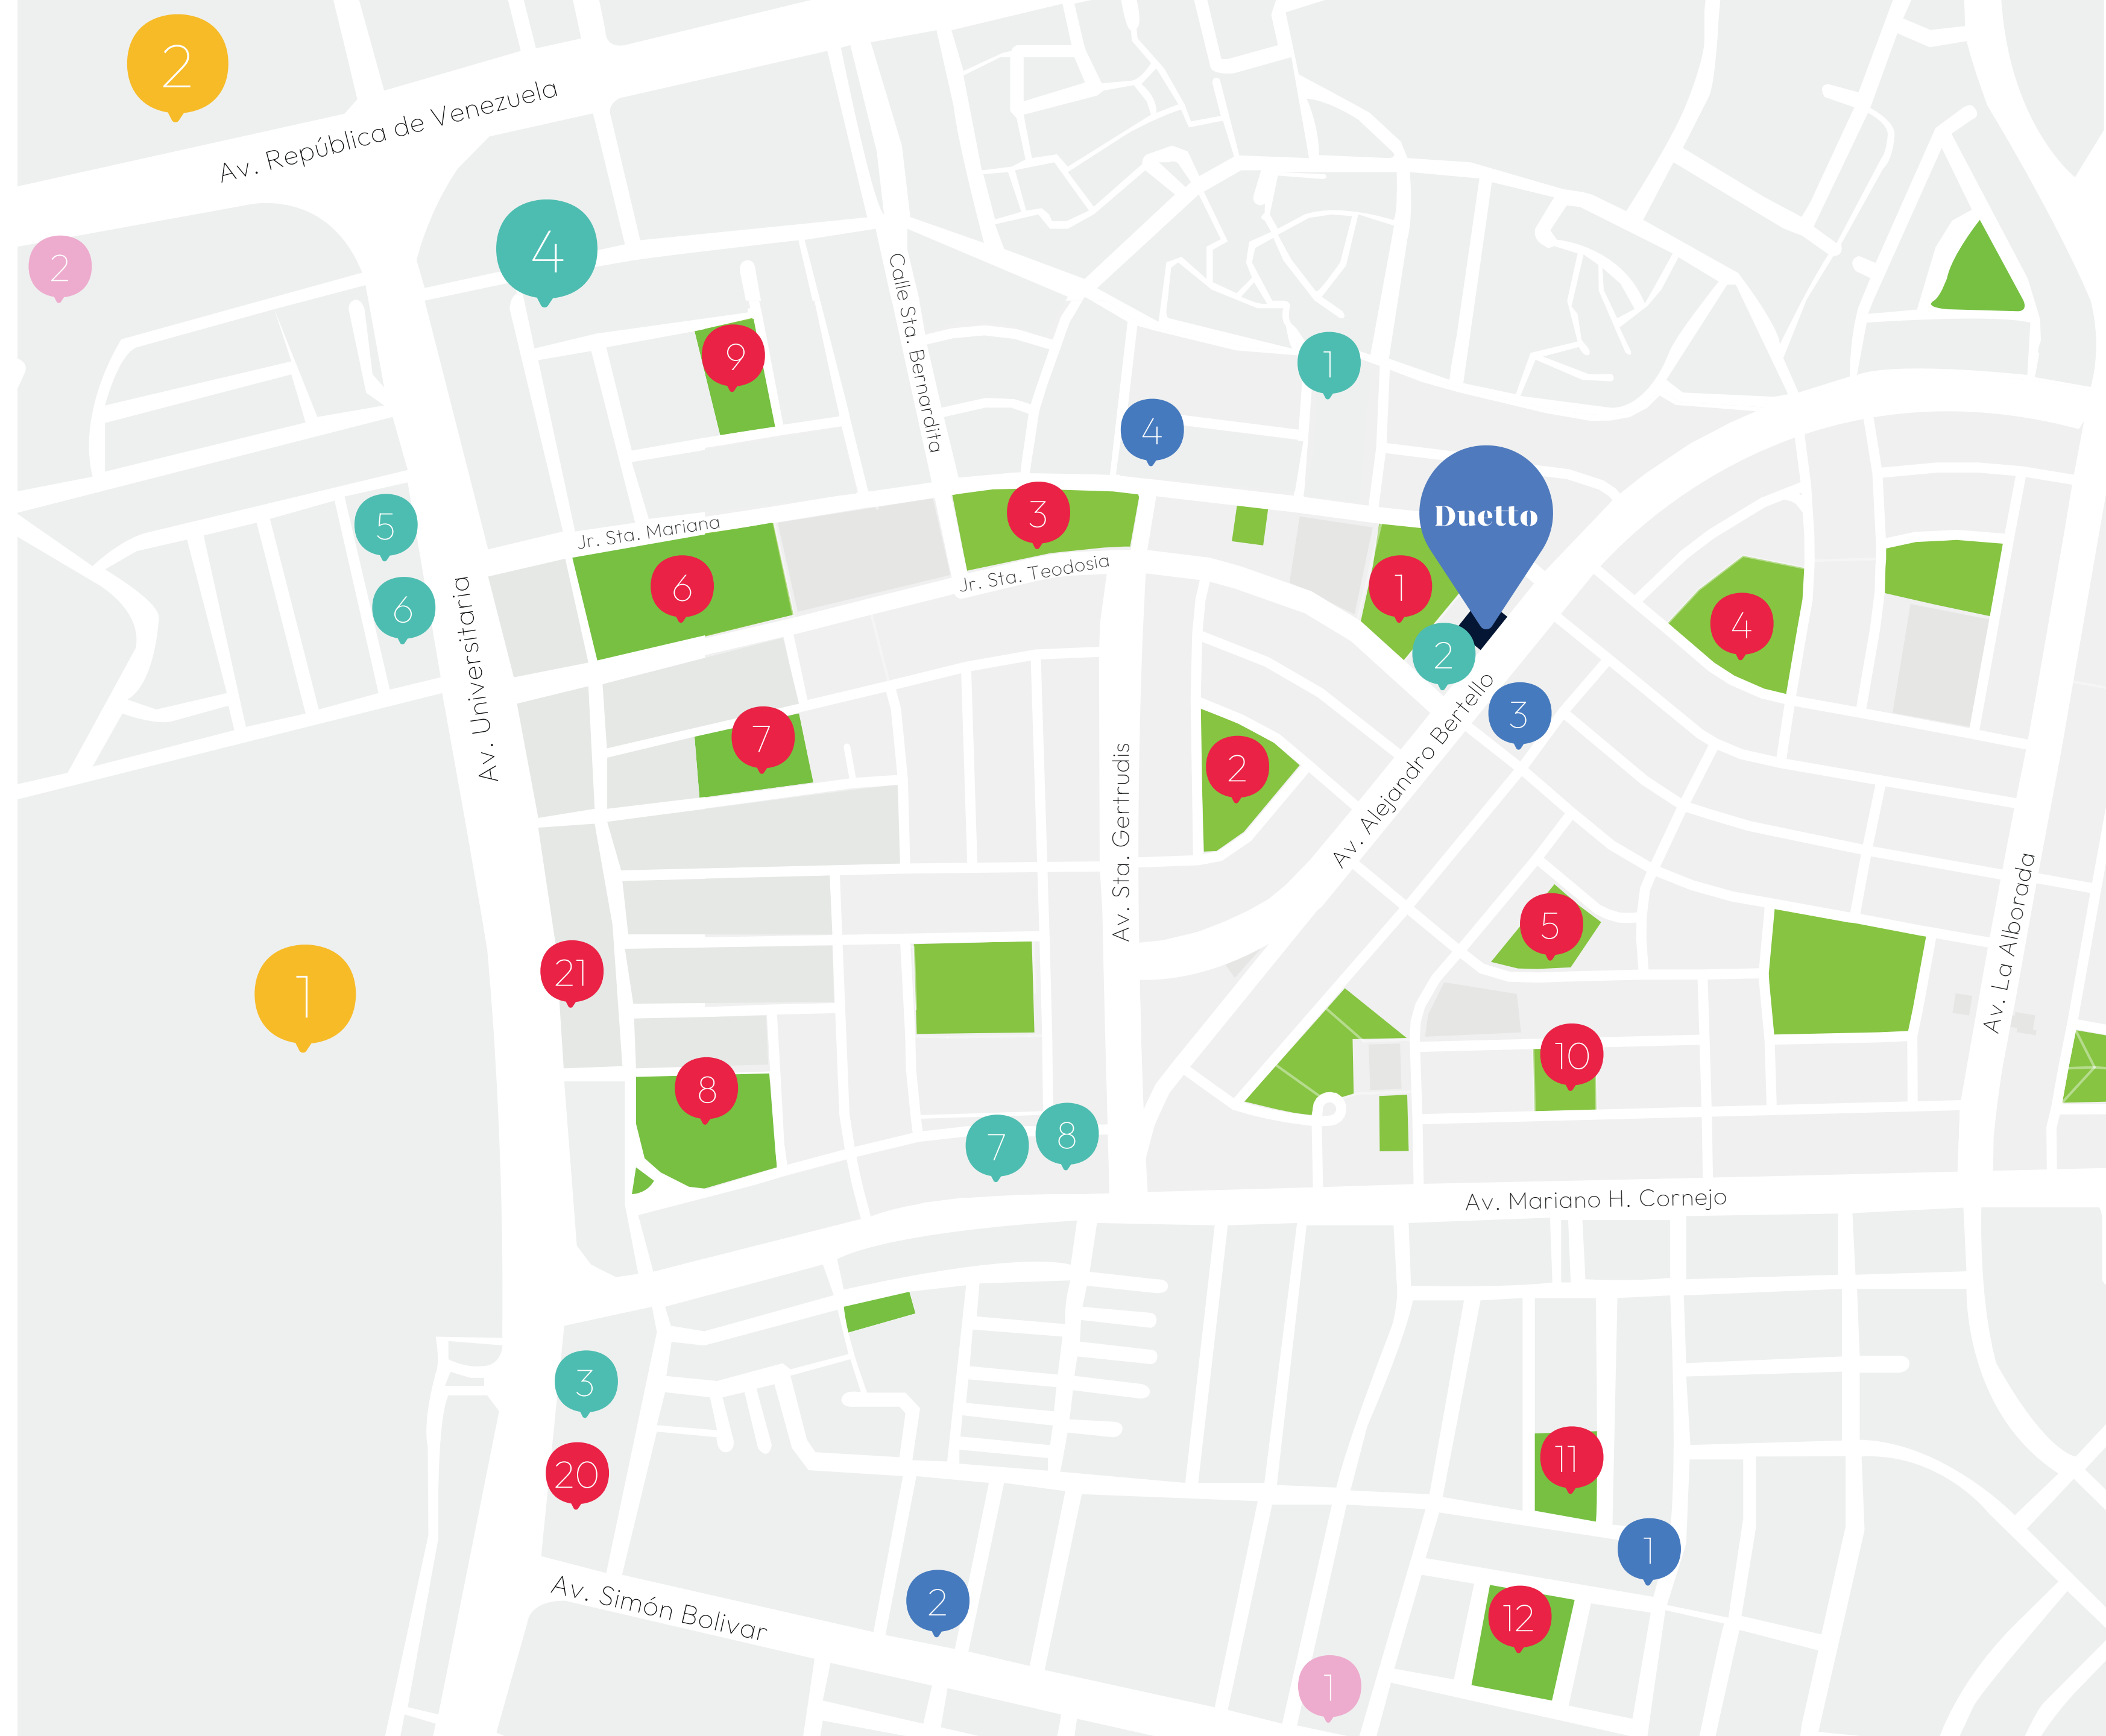 2
Av. República de Venezuela
2
4
Calle Sta. Bernardita
9
1
4
Duetto
5
Jr. Sta. Mariana
3
Jr. Sta. Teodosia
6
1
6
4
2
Av. Universitaria
3
7
2
Av. Alejandro Bertello
Av. Sta. Gertrudis
5
Av. La Alborada
21
1
10
8
7
8
Av. Mariano H. Cornejo
3
20
11
1
Av. Simón Bolivar
2
12
1